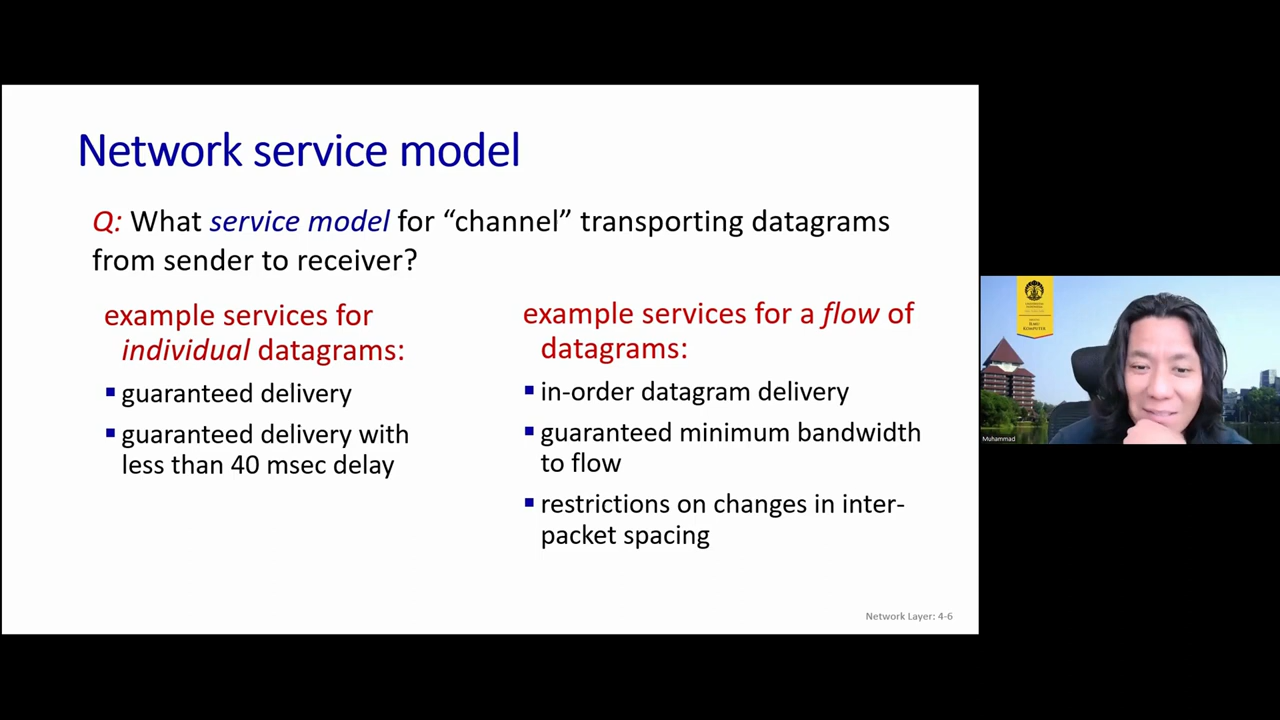 Network service model
Q: What service model for “channel” transporting datagrams
from sender to receiver?
example services for
individual datagrams:
▪ guaranteed delivery
▪ guaranteed delivery with
less than 40 msec delay
example services for a flow of
datagrams:
▪ in-order datagram delivery
▪ guaranteed minimum bandwidth
to flow
▪ restrictions on changes in inter-
packet spacing
Network Layer: 4-6
ILMU
KOMPUTER
Muhammad